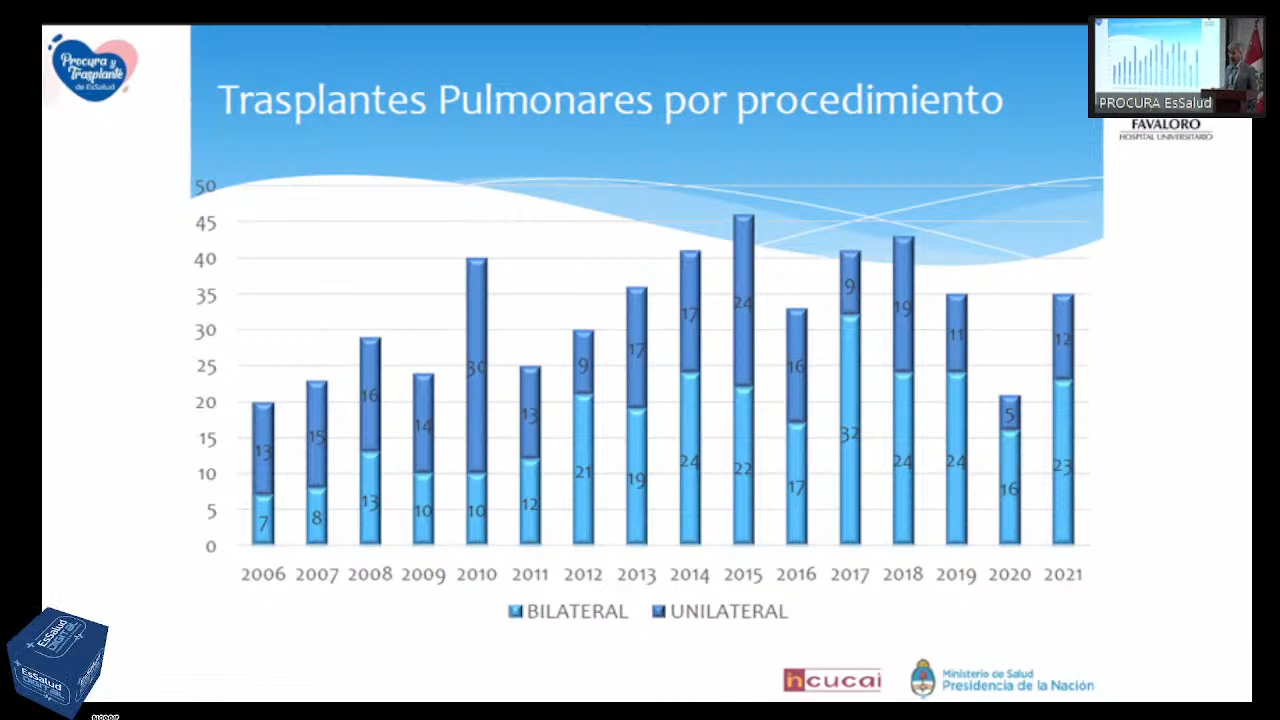 Procura y
Trasplante
de EsSalud
Trasplantes Pulmonares por procedimiento
PROCURA EsSalud
FAVALORO
HOSPITAL UNIVERSITARIO
50
45
40
35
30
25
20
15
10
5
0
13 15 16 14 30 13 9 17 17 24 16 9 19 11 5 12
7 8 13 10 10 12 21 19 24 22 17 32 24 24 16 23
2006 2007 2008 2009 2010 2011 2012 2013 2014 2015 2016 2017 2018 2019 2020 2021
BILATERAL UNILATERAL
EsSalud
DIGITAL
EsSalud
DIGITAL
incucai
Ministerio de Salud
Presidencia de la Nación